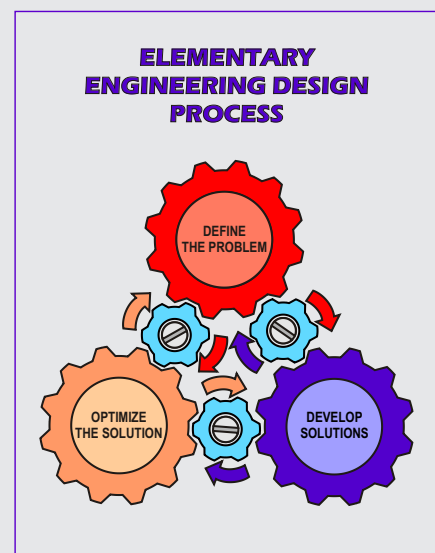 ELEMENTARY
ENGINEERING DESIGN
PROCESS
DEFINE
THE PROBLEM
OPTIMIZE
THE SOLUTION
DEVELOP
SOLUTIONS